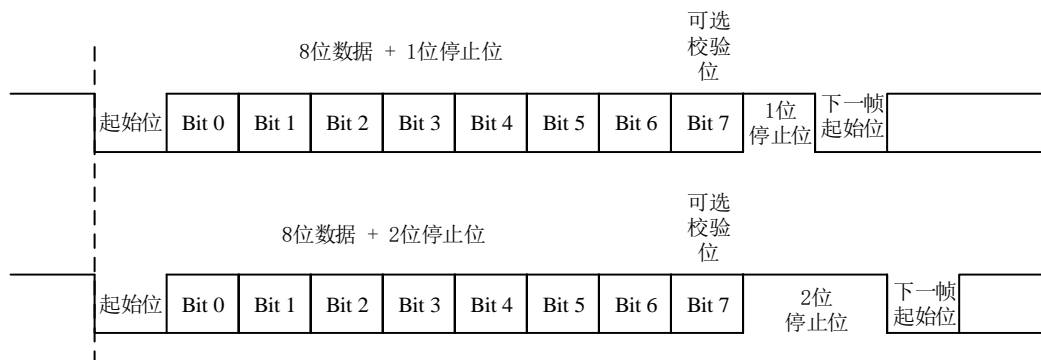 8位数据 + 1位停止位
可选
校验
位
起始位 Bit 0 Bit 1 Bit 2 Bit 3 Bit 4 Bit 5 Bit 6 Bit 7
1位
停止位
下一帧
起始位
8位数据 + 2位停止位
可选
校验
位
起始位 Bit 0 Bit 1 Bit 2 Bit 3 Bit 4 Bit 5 Bit 6 Bit 7
2位
停止位
下一帧
起始位